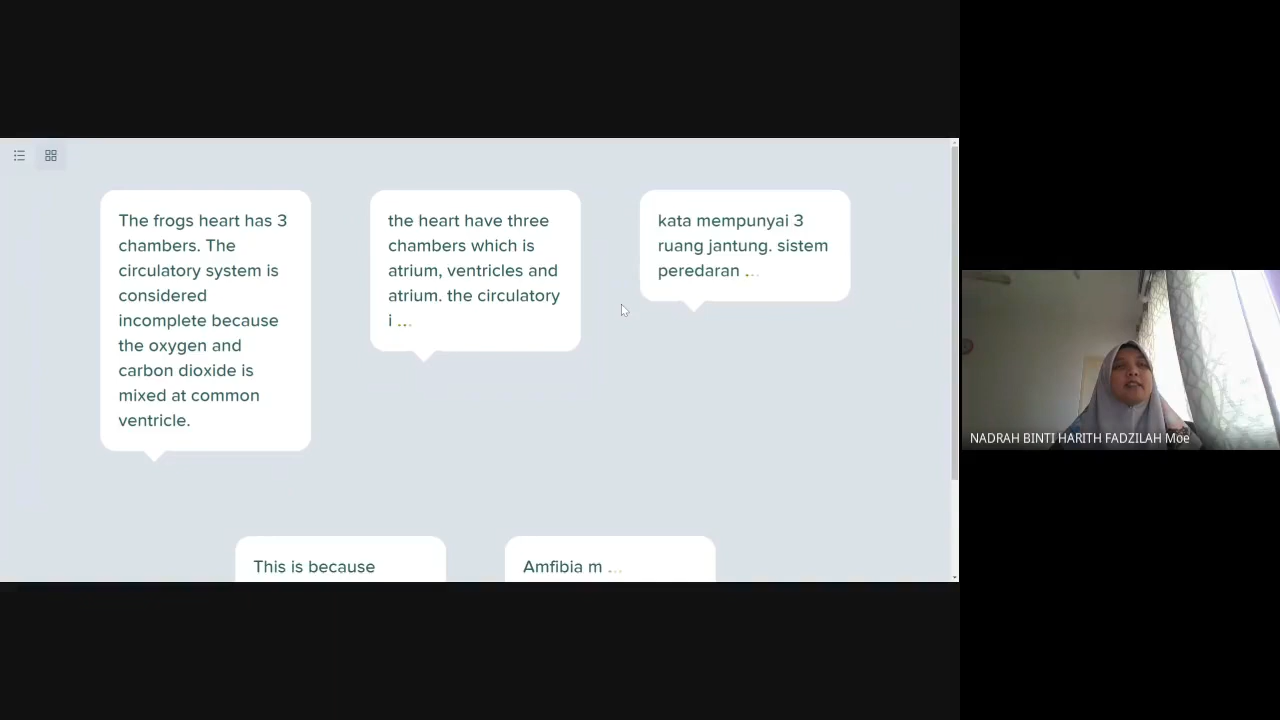 The frogs heart has 3
chambers. The
circulatory system is
considered
incomplete because
the oxygen and
carbon dioxide is
mixed at common
ventricle.
the heart have three
chambers which is
atrium, ventricles and
atrium. the circulatory
i ...
kata mempunyai 3
ruang jantung. sistem
peredaran ...
This is because
Amfibia m ...
NADRAH BINTI HARITH FADZILAH Moe